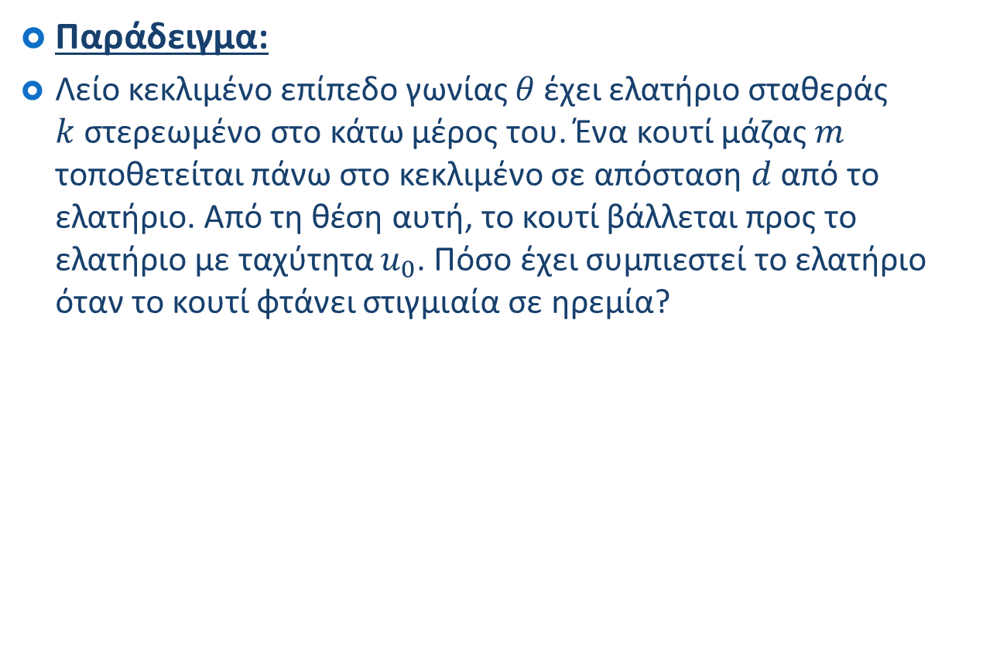 Παράδειγμα:
Λείο κεκλιμένο επίπεδο γωνίας θ έχει ελατήριο σταθεράς
k στερεωμένο στο κάτω μέρος του. Ένα κουτί μάζας m
τοποθετείται πάνω στο κεκλιμένο σε απόσταση d από το
ελατήριο. Από τη θέση αυτή, το κουτί βάλλεται προς το
ελατήριο με ταχύτητα u₀. Πόσο έχει συμπιεστεί το ελατήριο
όταν το κουτί φτάνει στιγμιαία σε ηρεμία?